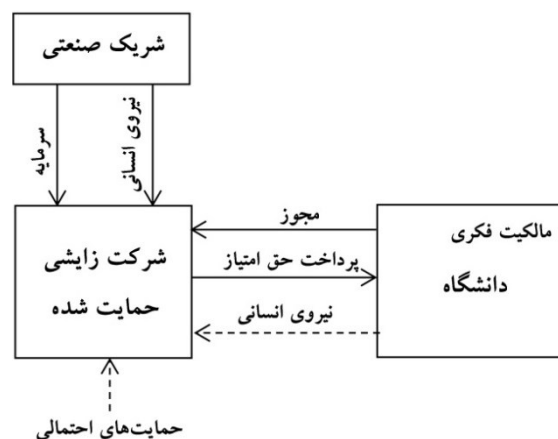 شریک صنعتی
سرمایه
نیروی انسانی
مجوز
مالکیت فکری
شرکت زایشی
پرداخت حق امتیاز
دانشگاه
حمایت شده
نیروی انسانی
حمایت‌های احتمالی